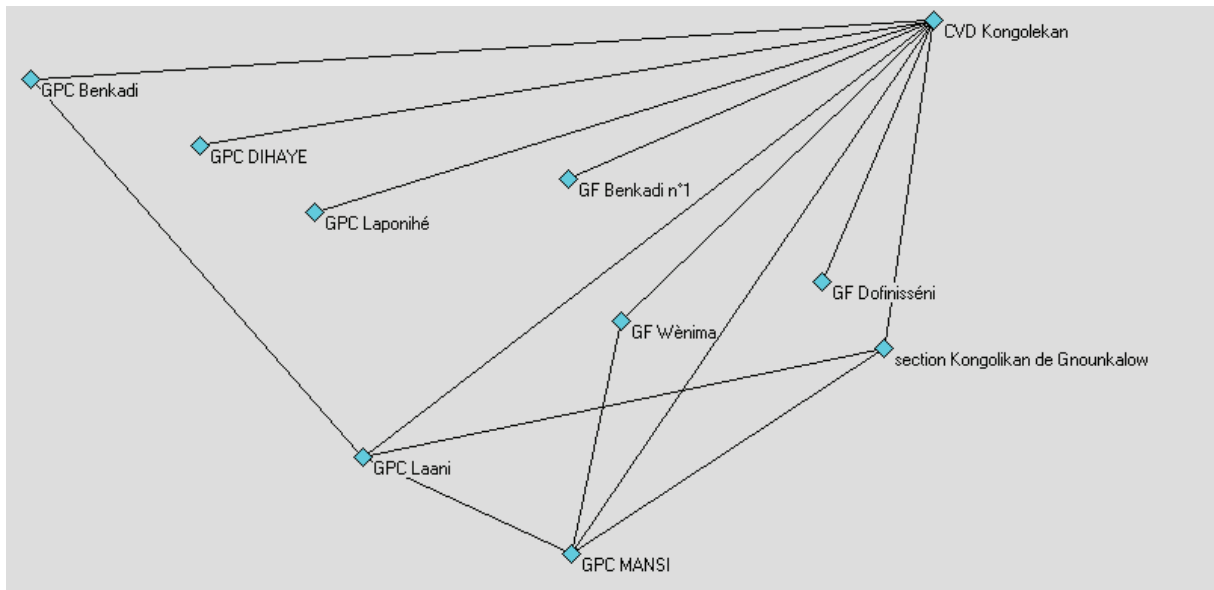 CVD Kongolekan
GPC Benkadi
GPC DIHAYE
GF Benkadi n°1
GPC Laponihé
GF Dofinisséni
GF Wènima
section Kongolikan de Gnounkalow
GPC Laani
GPC MANSI